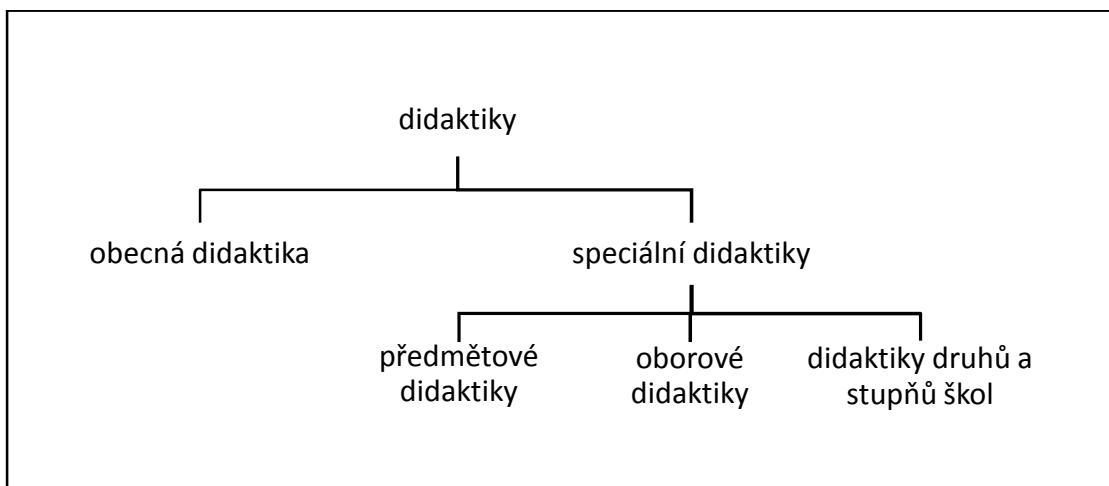 didaktiky
obecná didaktika
speciální didaktiky
předmětové
didaktiky
oborové
didaktiky
didaktiky druhů a
stupňů škol